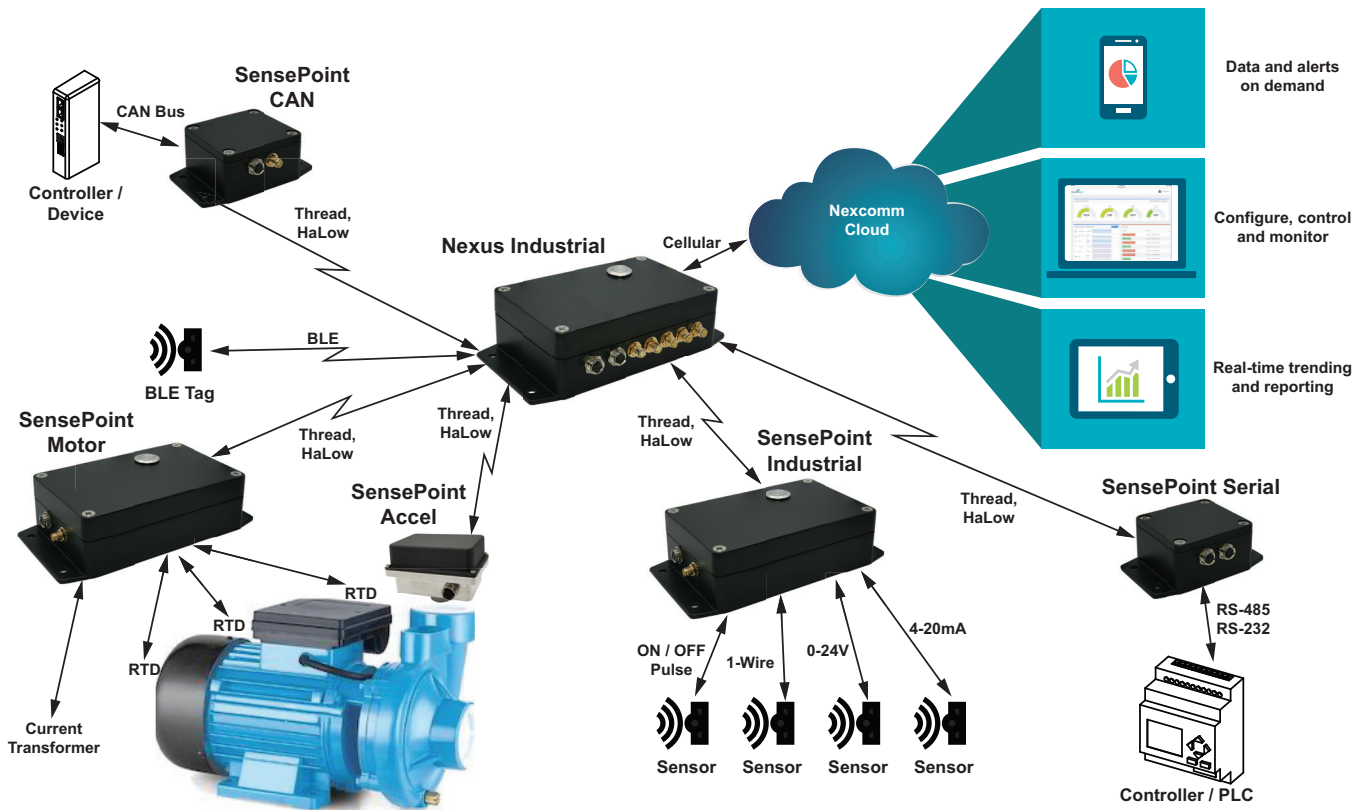 SensePoint
CAN
CAN Bus
Controller /
Device
Thread,
HaLow
Nexus Industrial
Cellular
Nexcomm
Cloud
Data and alerts
on demand
Configure, control
and monitor
Real-time trending
and reporting
BLE
BLE Tag
SensePoint
Motor
Thread,
HaLow
Thread,
HaLow
SensePoint
Accel
Thread,
HaLow
SensePoint
Industrial
Thread,
HaLow
SensePoint Serial
RTD
RTD
RTD
Current
Transformer
ON / OFF
Pulse
1-Wire
0-24V
4-20mA
Sensor
Sensor
Sensor
Sensor
RS-485
RS-232
Controller / PLC